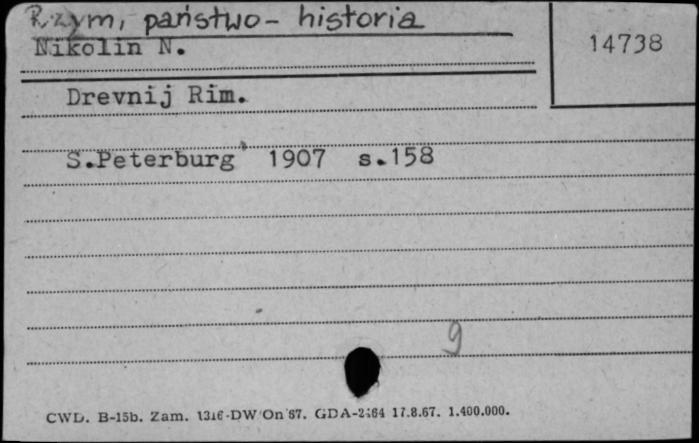 Rzym, państwo - historia
Nikolin N.
14738
Drevnij Rim.
S.Peterburg 1907 s.158
9
CWD. B-15b. Zam. 1316-DW/On/67. GDA-2464 17.8.67. 1.400.000.